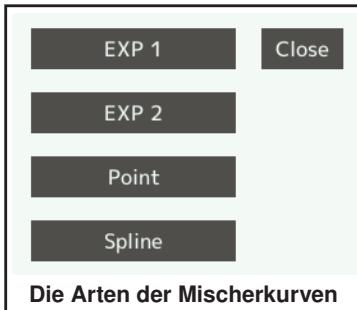 EXP 1 Close
EXP 2
Point
Spline
Die Arten der Mischerkurven